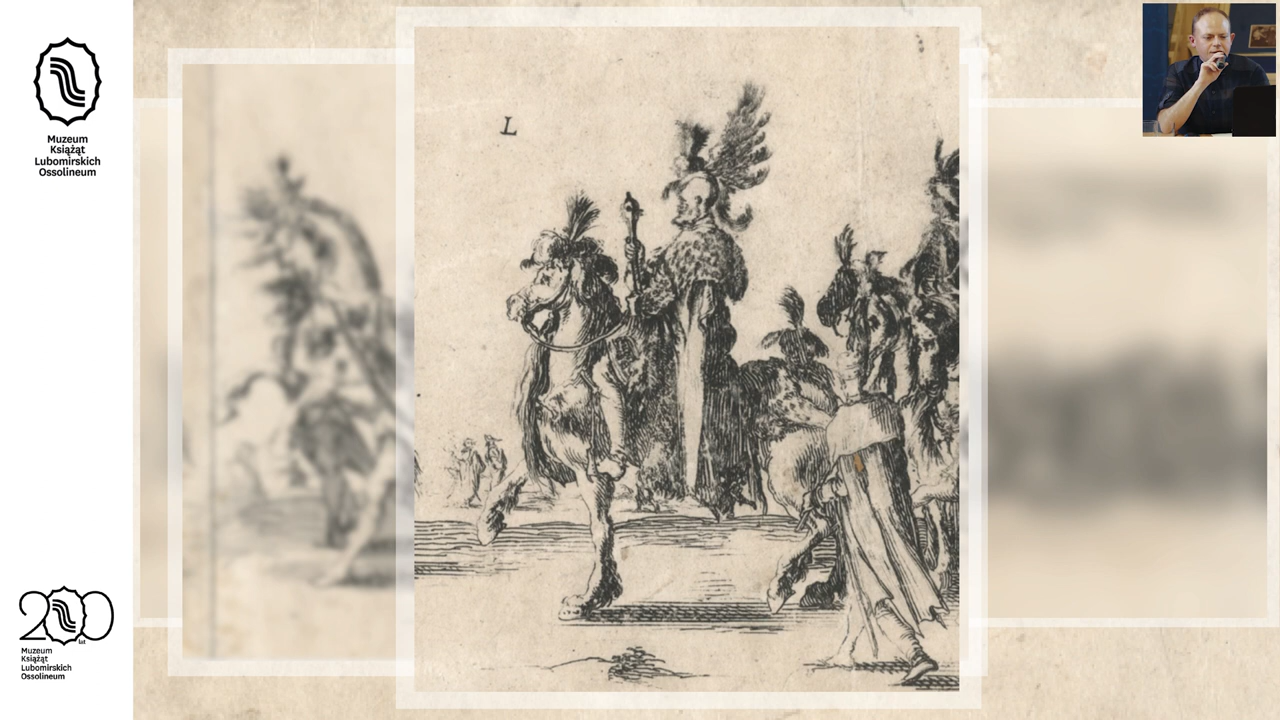 Muzeum
Książąt
Lubomirskich
Ossolineum
L
200
lat
Muzeum
Książąt
Lubomirskich
Ossolineum